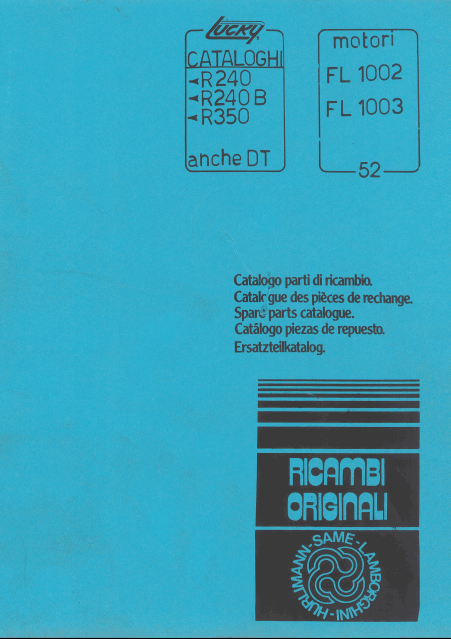 LUCKY
CATALOGHI
◄R240
◄R240B
◄R350
anche DT
motori
FL 1002
FL 1003
52
Catalogo parti di ricambio.
Catalogue des pièces de rechange.
Spare parts catalogue.
Catálogo piezas de repuesto.
Ersatzteilkatalog.
RICAMBI
ORIGINALI
HURLIMANN-SAME-LAMBORGHINI-